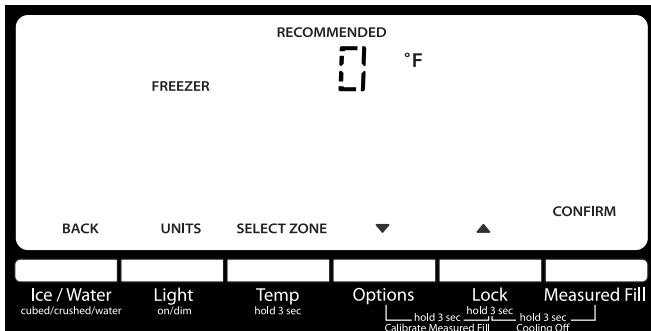 RECOMMENDED
0 °F
FREEZER
BACK UNITS SELECT ZONE ▼ ▲ CONFIRM
Ice / Water Light Temp Options Lock Measured Fill
cubed/crushed/water on/dim hold 3 sec hold 3 sec hold 3 sec hold 3 sec
Calibrate Measured Fill Cooling Off